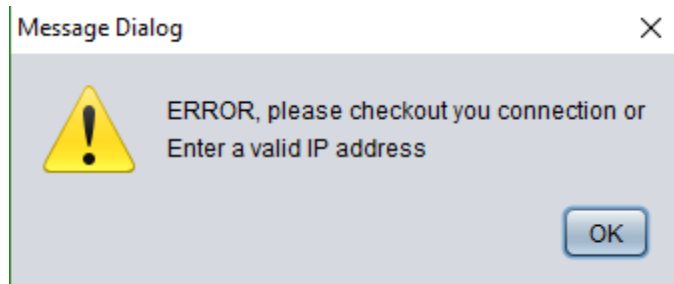 Message Dialog
ERROR, please checkout you connection or
Enter a valid IP address
OK